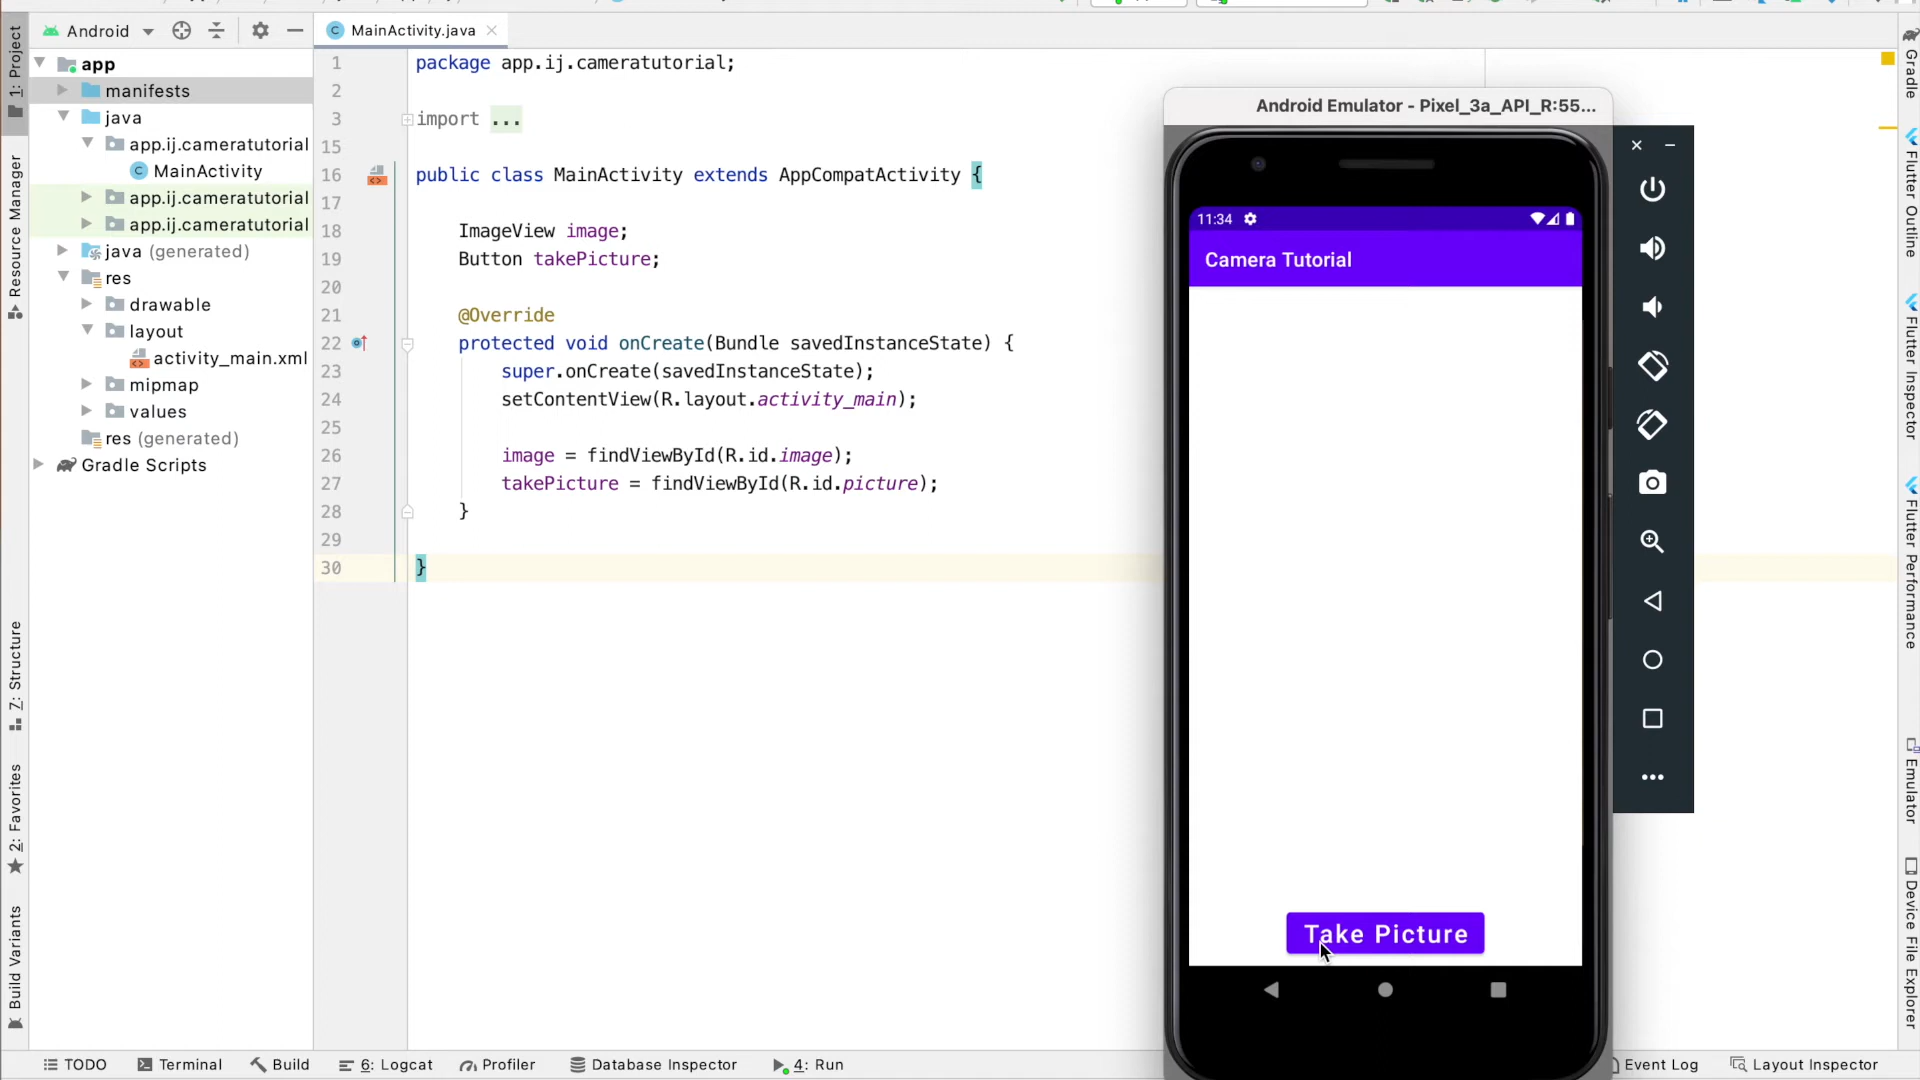 Android
MainActivity.java
1: Project
Resource Manager
7: Structure
2: Favorites
Build Variants
app
manifests
java
app.ij.cameratutorial
MainActivity
app.ij.cameratutorial
app.ij.cameratutorial
java (generated)
res
drawable
layout
activity_main.xml
mipmap
values
res (generated)
Gradle Scripts
1 package app.ij.cameratutorial;
2
3 import ...
15
16 public class MainActivity extends AppCompatActivity {
17
18 ImageView image;
19 Button takePicture;
20
21 @Override
22 protected void onCreate(Bundle savedInstanceState) {
23 super.onCreate(savedInstanceState);
24 setContentView(R.layout.activity_main);
25
26 image = findViewById(R.id.image);
27 takePicture = findViewById(R.id.picture);
28 }
29
30 }
Android Emulator - Pixel_3a_API_R:55...
11:34
Camera Tutorial
Take Picture
Gradle
Flutter Outline
Flutter Inspector
Flutter Performance
Emulator
Device File Explorer
TODO
Terminal
Build
6: Logcat
Profiler
Database Inspector
4: Run
Event Log
Layout Inspector